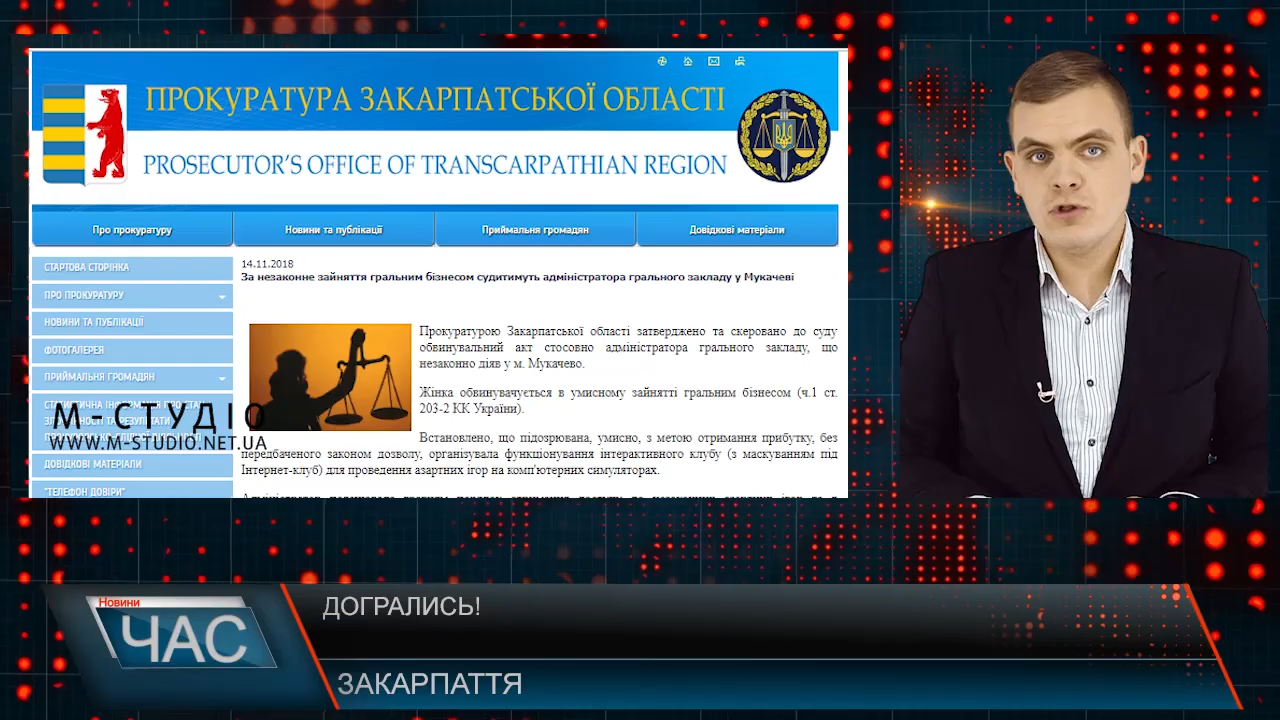 ПРОКУРАТУРА ЗАКАРПАТСЬКОЇ ОБЛАСТІ
PROSECUTOR'S OFFICE OF TRANSCARPATHIAN REGION
Про прокуратуру
Новини та публікації
Приймальня громадян
Довідкові матеріали
СТАРТОВА СТОРІНКА
ПРО ПРОКУРАТУРУ
НОВИНИ ТА ПУБЛІКАЦІЇ
ФОТОГАЛЕРЕЯ
ПРИЙМАЛЬНЯ ГРОМАДЯН
ДОВІДКОВІ МАТЕРІАЛИ
"ТЕЛЕФОН ДОВІРИ"
М-СТУДІО
WWW.M-STUDIO.NET.UA
14.11.2018
За незаконне зайняття гральним бізнесом судитимуть адміністратора грального закладу у Мукачеві
Прокуратурою Закарпатської області затверджено та скеровано до суду
обвинувальний акт стосовно адміністратора грального закладу, що
незаконно діяв у м. Мукачево.
Жінка обвинувачується в умисному зайнятті гральним бізнесом (ч.1 ст.
203-2 КК України).
Встановлено, що підозрювана, умисно, з метою отримання прибутку, без
передбаченого законом дозволу, організувала функціонування інтерактивного клубу (з маскуванням під
Інтернет-клуб) для проведення азартних ігор на комп'ютерних симуляторах.
Новини
ЧАС
ДОГРАЛИСЬ!
ЗАКАРПАТТЯ